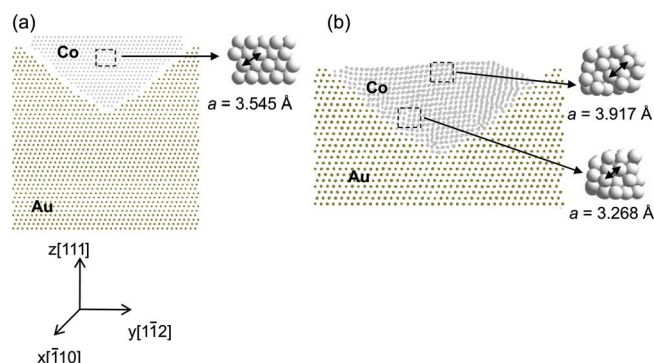 (a)
Co
a = 3.545 Å
Au
z[111]
y[11̅2]
x[1̅10]
(b)
Co
a = 3.917 Å
Au
a = 3.268 Å